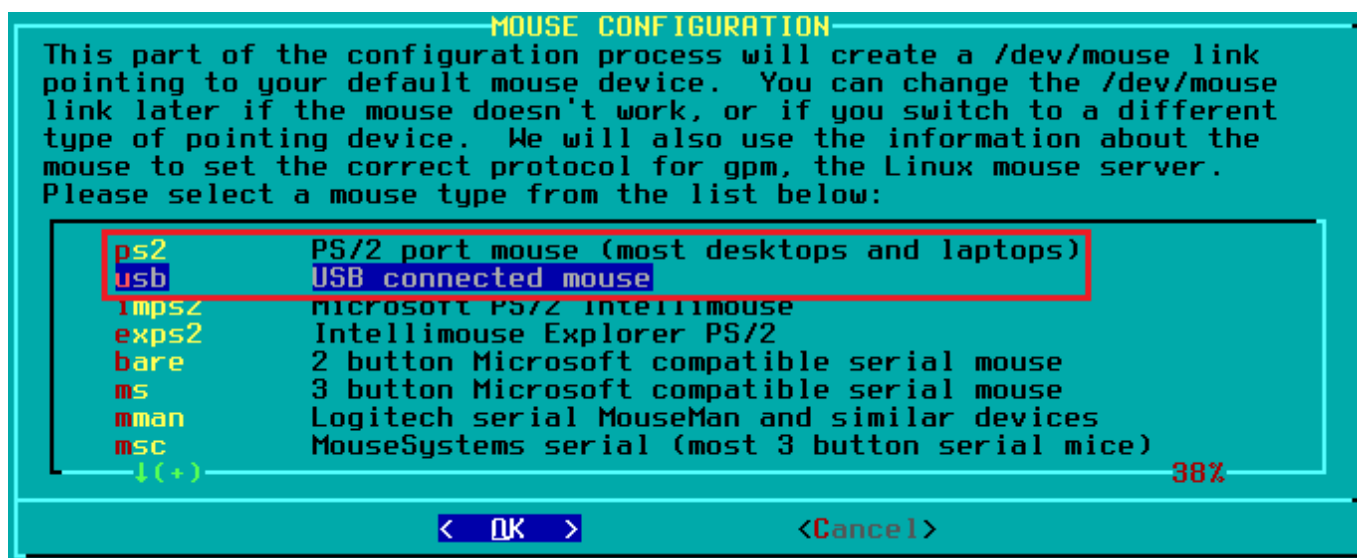 MOUSE CONFIGURATION
This part of the configuration process will create a /dev/mouse link
pointing to your default mouse device.  You can change the /dev/mouse
link later if the mouse doesn't work, or if you switch to a different
type of pointing device.  We will also use the information about the
mouse to set the correct protocol for gpm, the Linux mouse server.
Please select a mouse type from the list below:
ps2 PS/2 port mouse (most desktops and laptops)
usb USB connected mouse
imps2 Microsoft PS/2 Intellimouse
exps2 Intellimouse Explorer PS/2
bare 2 button Microsoft compatible serial mouse
ms 3 button Microsoft compatible serial mouse
mman Logitech serial MouseMan and similar devices
msc MouseSystems serial (most 3 button serial mice)
↓(+) 38%
< OK > <Cancel>